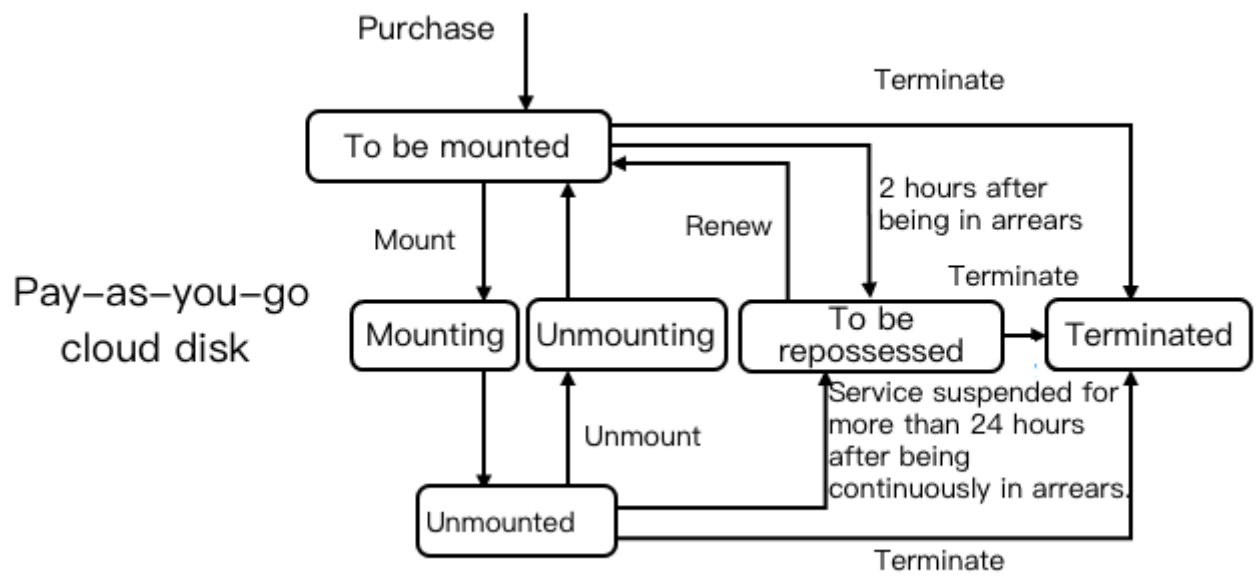 Purchase
Terminate
To be mounted
2 hours after
being in arrears
Renew
Mount
Terminate
Pay-as-you-go
cloud disk
Mounting
Unmounting
To be
repossessed
Terminated
Service suspended for
more than 24 hours
after being
continuously in arrears.
Unmount
Unmounted
Terminate